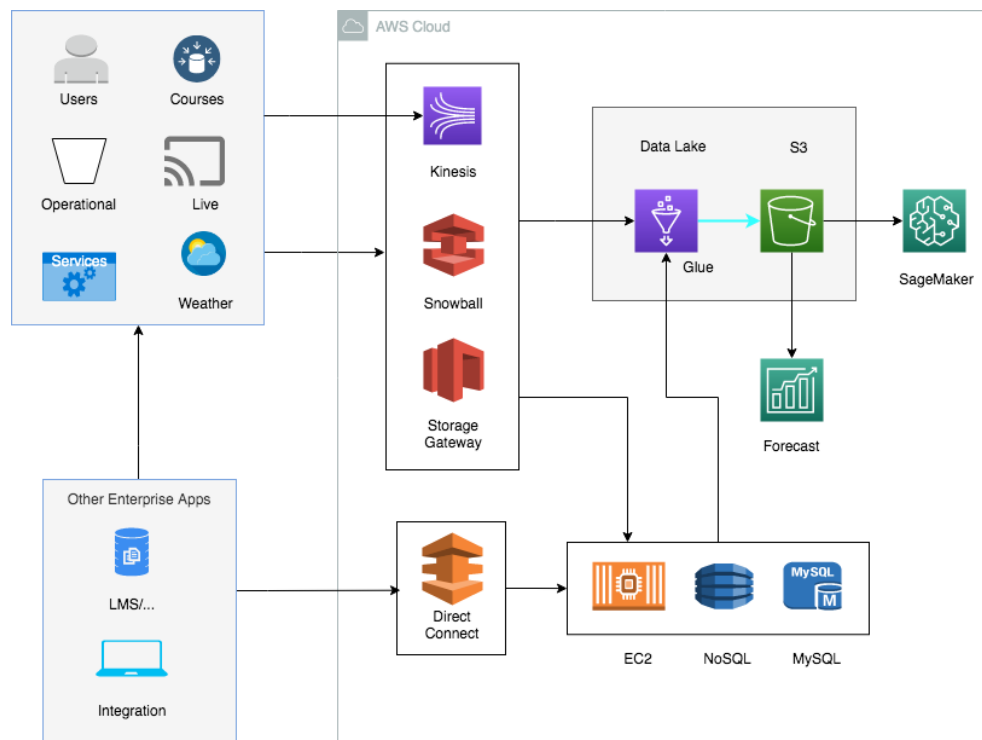 AWS Cloud
Users
Courses
Operational
Live
Services
Weather
Kinesis
Snowball
Storage
Gateway
Data Lake
S3
Glue
SageMaker
Forecast
Other Enterprise Apps
LMS/...
Integration
Direct
Connect
MySQL
M
EC2
NoSQL
MySQL